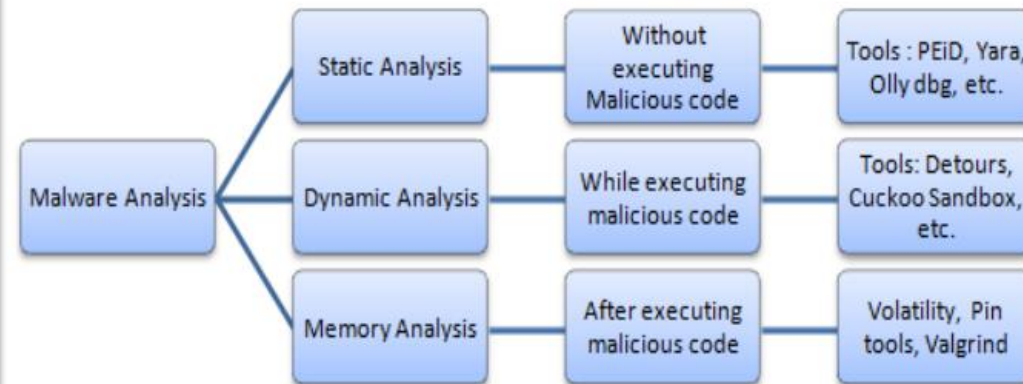 Malware Analysis
Static Analysis
Without
executing
Malicious code
Tools : PEiD, Yara,
Olly dbg, etc.
Dynamic Analysis
While executing
malicious code
Tools: Detours,
Cuckoo Sandbox,
etc.
Memory Analysis
After executing
malicious code
Volatility, Pin
tools, Valgrind